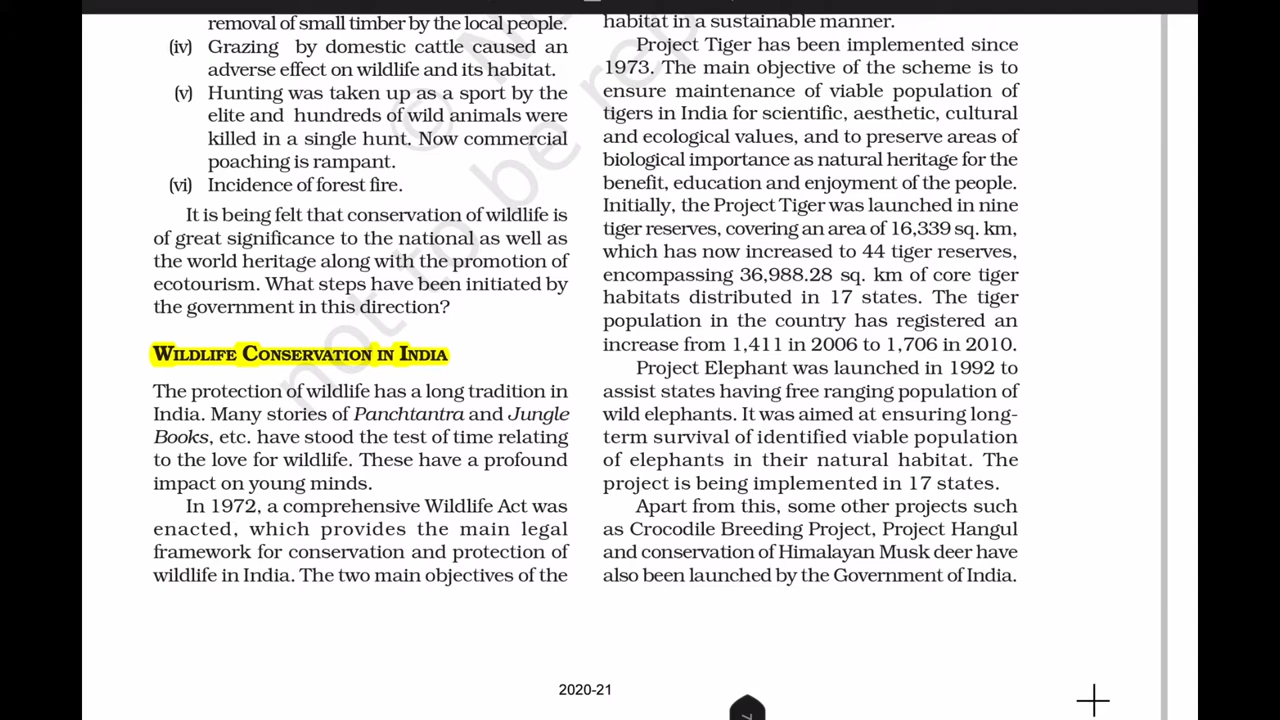 removal of small timber by the local people.
(iv) Grazing by domestic cattle caused an
adverse effect on wildlife and its habitat.
(v) Hunting was taken up as a sport by the
elite and hundreds of wild animals were
killed in a single hunt. Now commercial
poaching is rampant.
(vi) Incidence of forest fire.
It is being felt that conservation of wildlife is
of great significance to the national as well as
the world heritage along with the promotion of
ecotourism. What steps have been initiated by
the government in this direction?
WILDLIFE CONSERVATION IN INDIA
The protection of wildlife has a long tradition in
India. Many stories of Panchtantra and Jungle
Books, etc. have stood the test of time relating
to the love for wildlife. These have a profound
impact on young minds.
In 1972, a comprehensive Wildlife Act was
enacted, which provides the main legal
framework for conservation and protection of
wildlife in India. The two main objectives of the
habitat in a sustainable manner.
Project Tiger has been implemented since
1973. The main objective of the scheme is to
ensure maintenance of viable population of
tigers in India for scientific, aesthetic, cultural
and ecological values, and to preserve areas of
biological importance as natural heritage for the
benefit, education and enjoyment of the people.
Initially, the Project Tiger was launched in nine
tiger reserves, covering an area of 16,339 sq. km,
which has now increased to 44 tiger reserves,
encompassing 36,988.28 sq. km of core tiger
habitats distributed in 17 states. The tiger
population in the country has registered an
increase from 1,411 in 2006 to 1,706 in 2010.
Project Elephant was launched in 1992 to
assist states having free ranging population of
wild elephants. It was aimed at ensuring long-
term survival of identified viable population
of elephants in their natural habitat. The
project is being implemented in 17 states.
Apart from this, some other projects such
as Crocodile Breeding Project, Project Hangul
and conservation of Himalayan Musk deer have
also been launched by the Government of India.
2020-21
© N
not to be rep